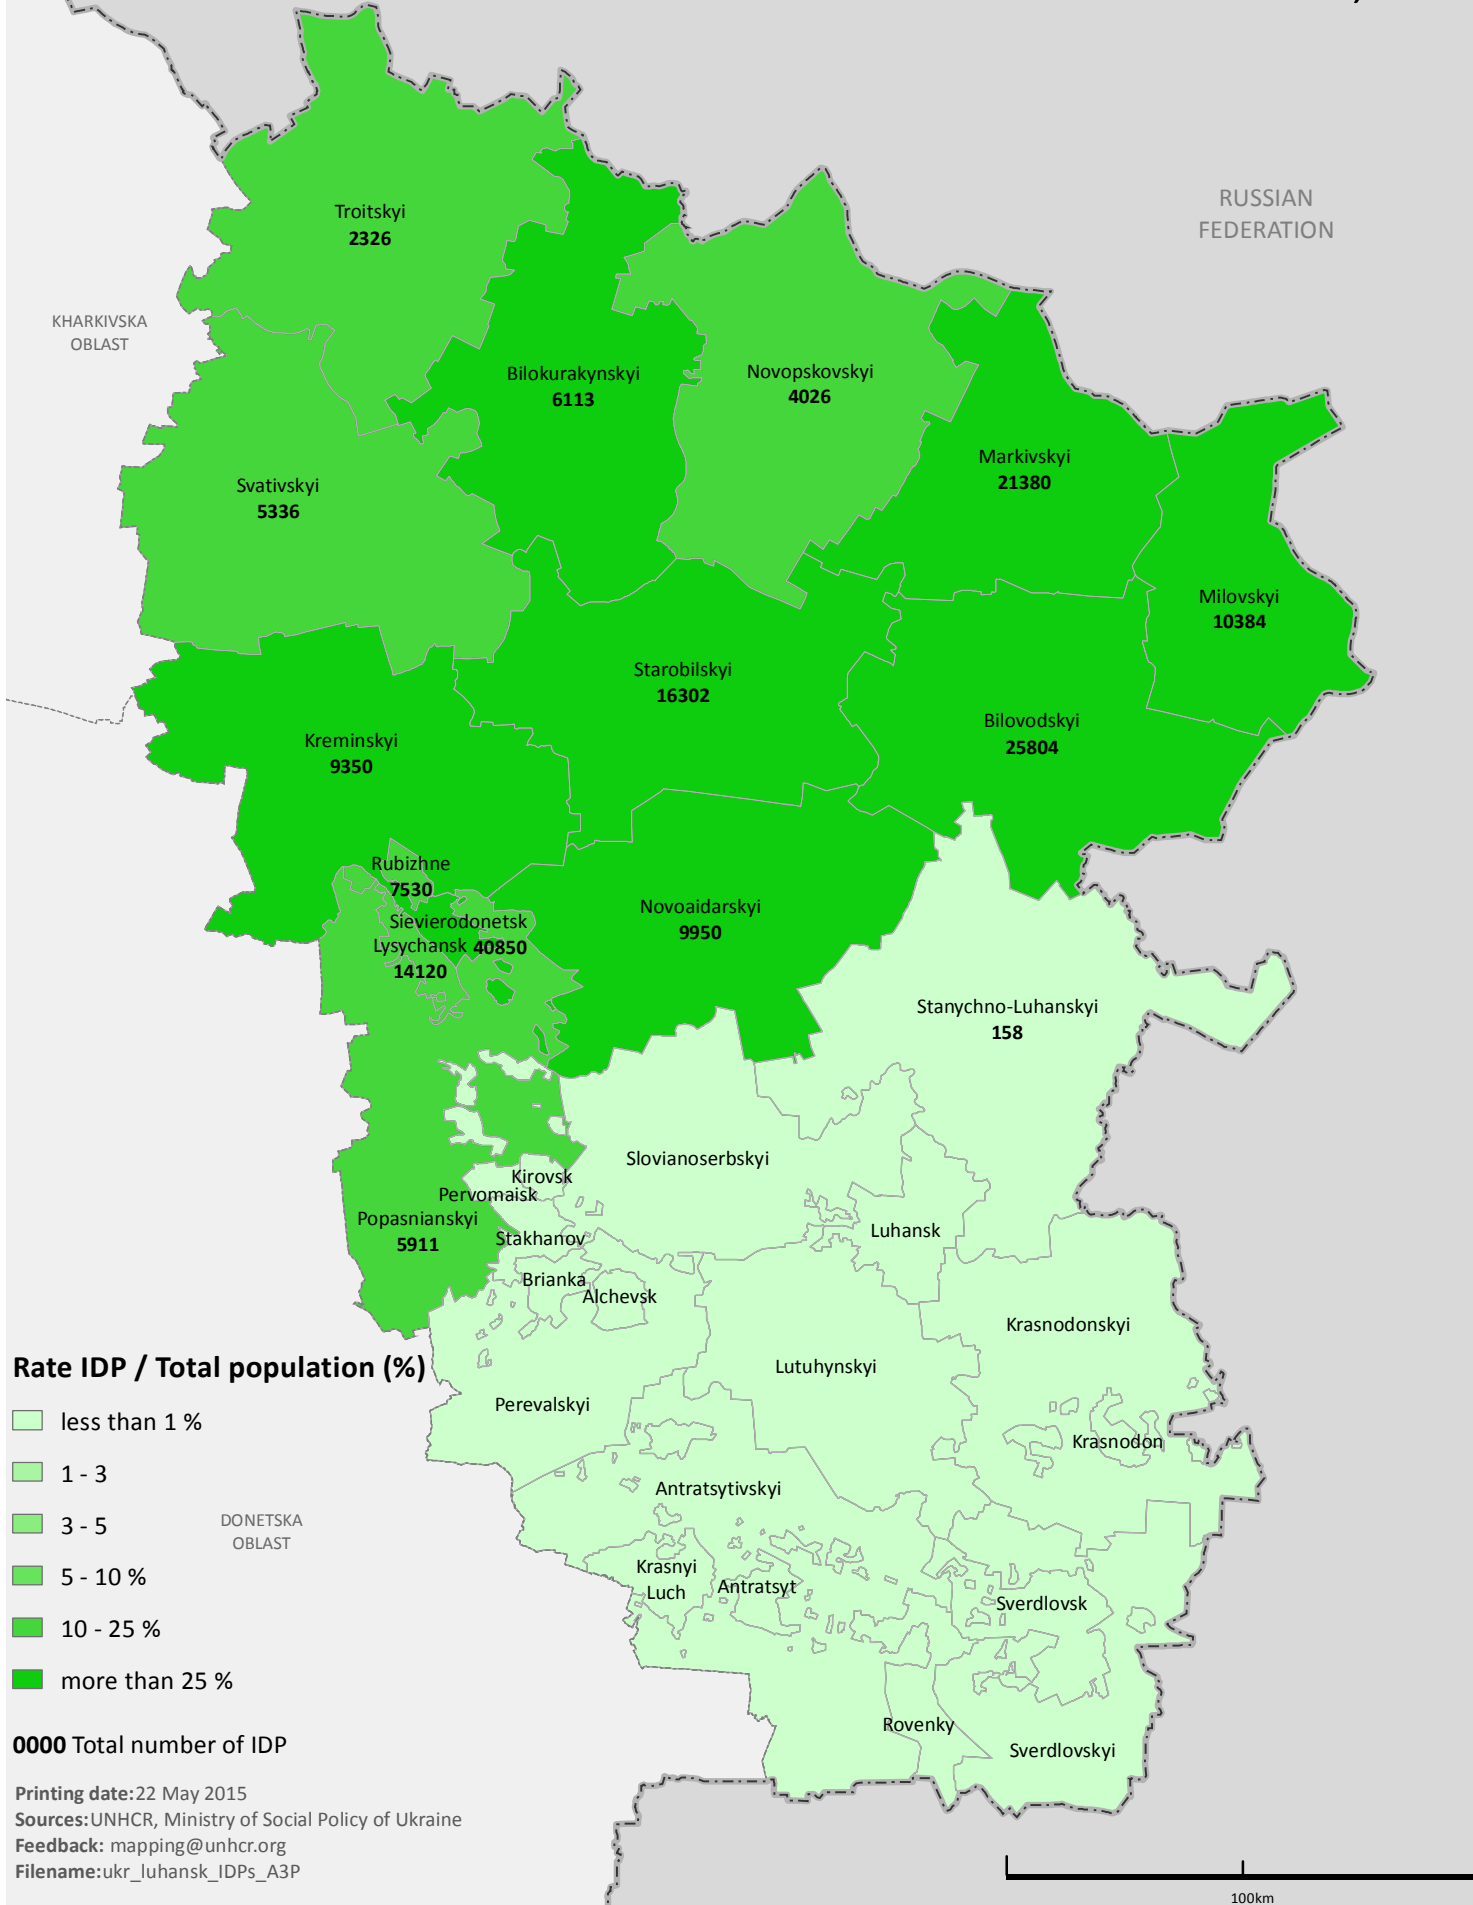 RUSSIAN
FEDERATION
Troitskyi
2326
KHARKIVSKA
OBLAST
Bilokurakynskyi
6113
Novopskovskyi
4026
Markivskyi
21380
Svativskyi
5336
Milovskyi
10384
Starobilskyi
16302
Bilovodskyi
25804
Kreminskyi
9350
Rubizhne
7530
Sievierodonetsk
40850
Lysychansk
14120
Novoaidarskyi
9950
Stanychno-Luhanskyi
158
Slovianoserbskyi
Kirovsk
Pervomaisk
Popasnianskyi
5911
Stakhanov
Luhansk
Brianka
Alchevsk
Krasnodonskyi
Lutuhynskyi
Perevalskyi
Krasnodon
Antratsytivskyi
Krasnyi
Luch
Antratsyt
Sverdlovsk
Rovenky
Sverdlovskyi
Rate IDP / Total population (%)
less than 1 %
1 - 3
3 - 5
5 - 10 %
10 - 25 %
more than 25 %
DONETSKA
OBLAST
0000 Total number of IDP
Printing date:22 May 2015
Sources:UNHCR, Ministry of Social Policy of Ukraine
Feedback: mapping@unhcr.org
Filename:ukr_luhansk_IDPs_A3P
100km